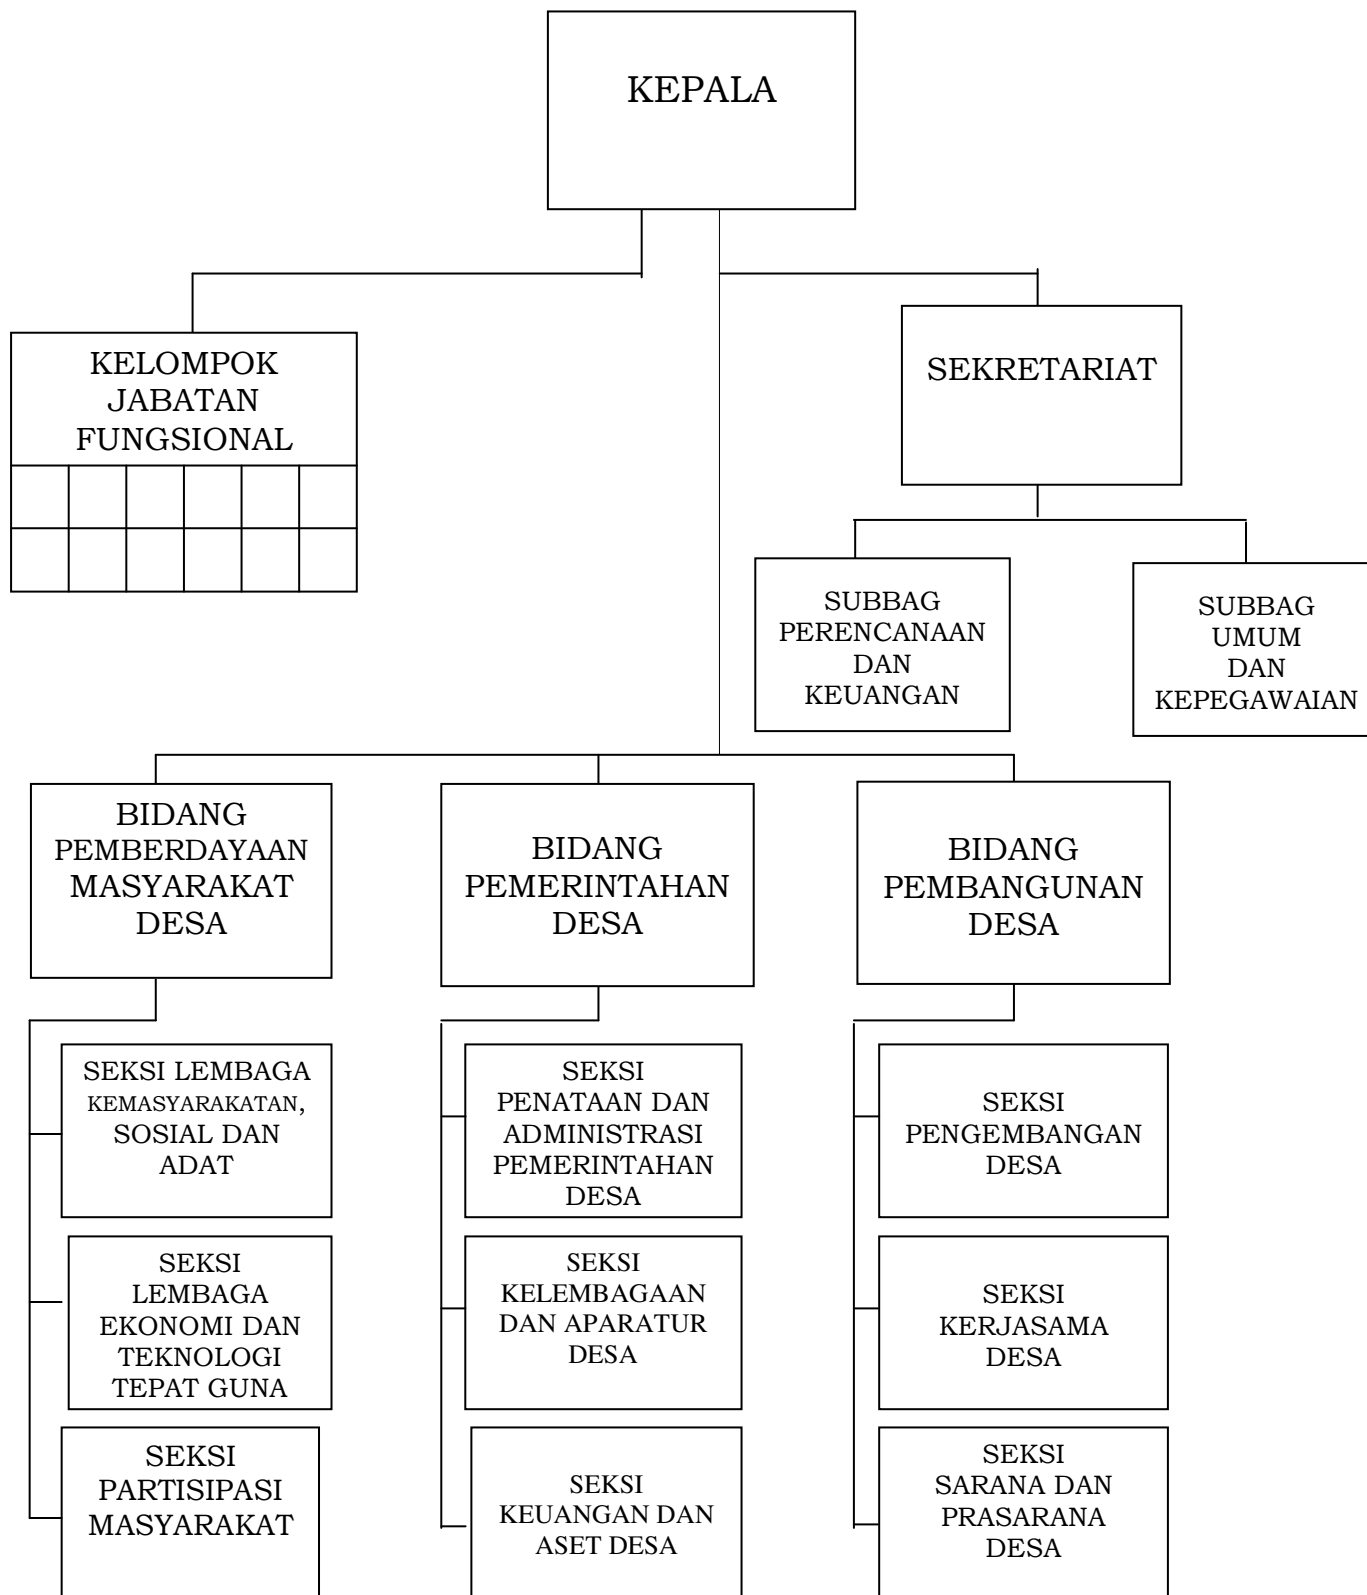 KEPALA
KELOMPOK
JABATAN
FUNGSIONAL
SEKRETARIAT
SUBBAG
PERENCANAAN
DAN
KEUANGAN
SUBBAG
UMUM
DAN
KEPEGAWAIAN
BIDANG
PEMBERDAYAAN
MASYARAKAT
DESA
BIDANG
PEMERINTAHAN
DESA
BIDANG
PEMBANGUNAN
DESA
SEKSI LEMBAGA
KEMASYARAKATAN,
SOSIAL DAN
ADAT
SEKSI
PENATAAN DAN
ADMINISTRASI
PEMERINTAHAN
DESA
SEKSI
PENGEMBANGAN
DESA
SEKSI
LEMBAGA
EKONOMI DAN
TEKNOLOGI
TEPAT GUNA
SEKSI
KELEMBAGAAN
DAN APARATUR
DESA
SEKSI
KERJASAMA
DESA
SEKSI
PARTISIPASI
MASYARAKAT
SEKSI
KEUANGAN DAN
ASET DESA
SEKSI
SARANA DAN
PRASARANA
DESA